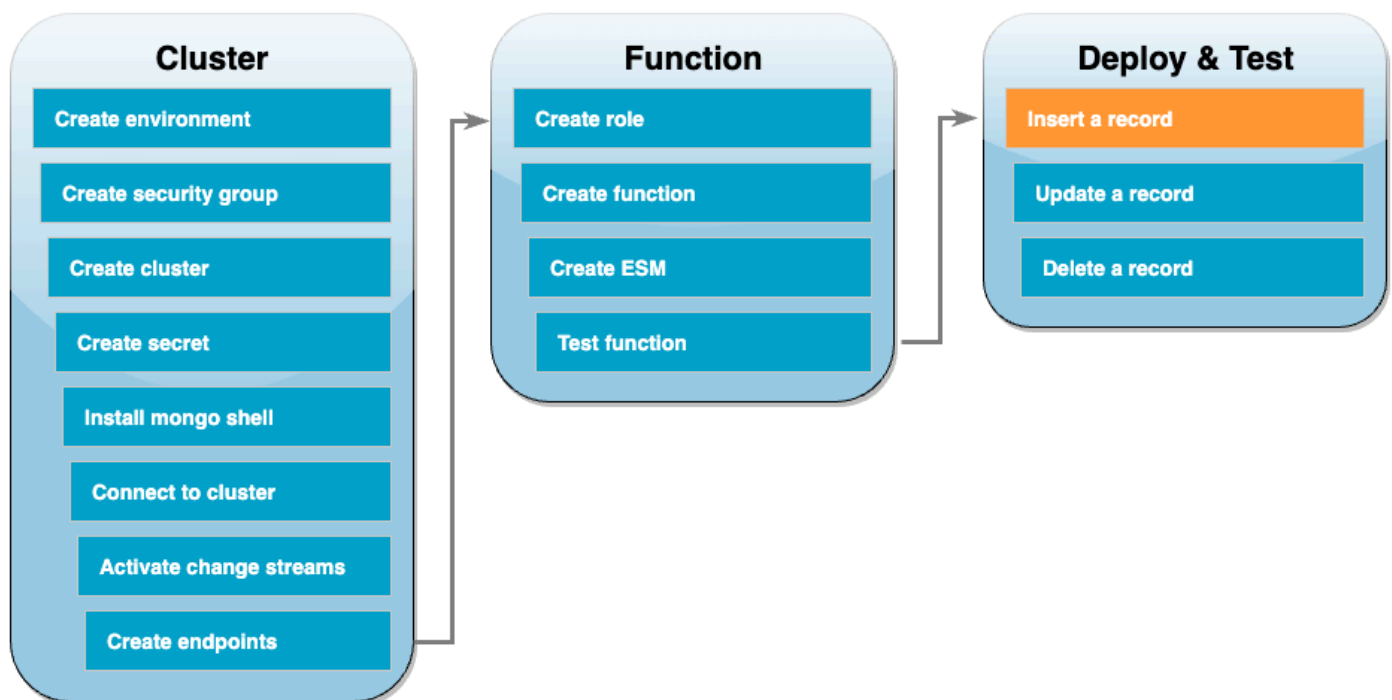 Cluster
Create environment
Create security group
Create cluster
Create secret
Install mongo shell
Connect to cluster
Activate change streams
Create endpoints
Function
Create role
Create function
Create ESM
Test function
Deploy & Test
Insert a record
Update a record
Delete a record